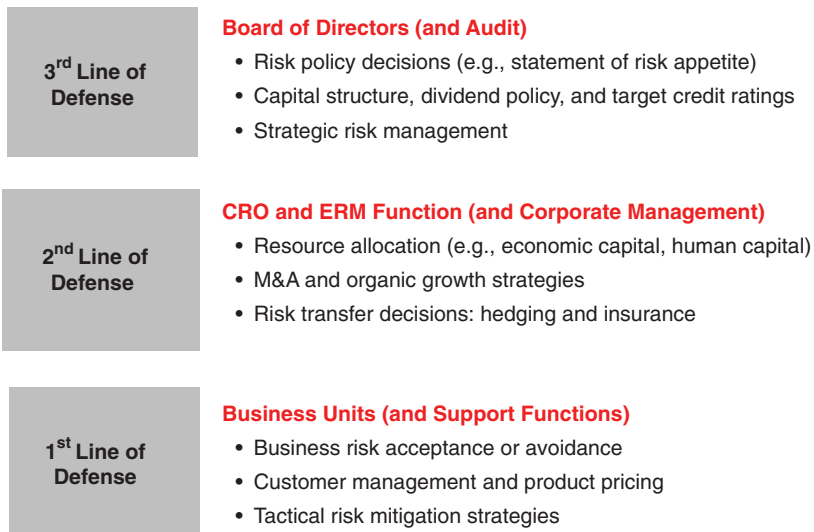 3rd Line of
Defense
Board of Directors (and Audit)
• Risk policy decisions (e.g., statement of risk appetite)
• Capital structure, dividend policy, and target credit ratings
• Strategic risk management
2nd Line of
Defense
CRO and ERM Function (and Corporate Management)
• Resource allocation (e.g., economic capital, human capital)
• M&A and organic growth strategies
• Risk transfer decisions: hedging and insurance
1st Line of
Defense
Business Units (and Support Functions)
• Business risk acceptance or avoidance
• Customer management and product pricing
• Tactical risk mitigation strategies